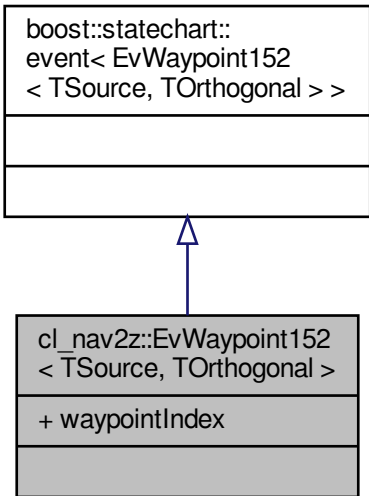 boost::statechart::
event< EvWaypoint152
< TSource, TOrthogonal > >
cl_nav2z::EvWaypoint152
< TSource, TOrthogonal >
+ waypointIndex